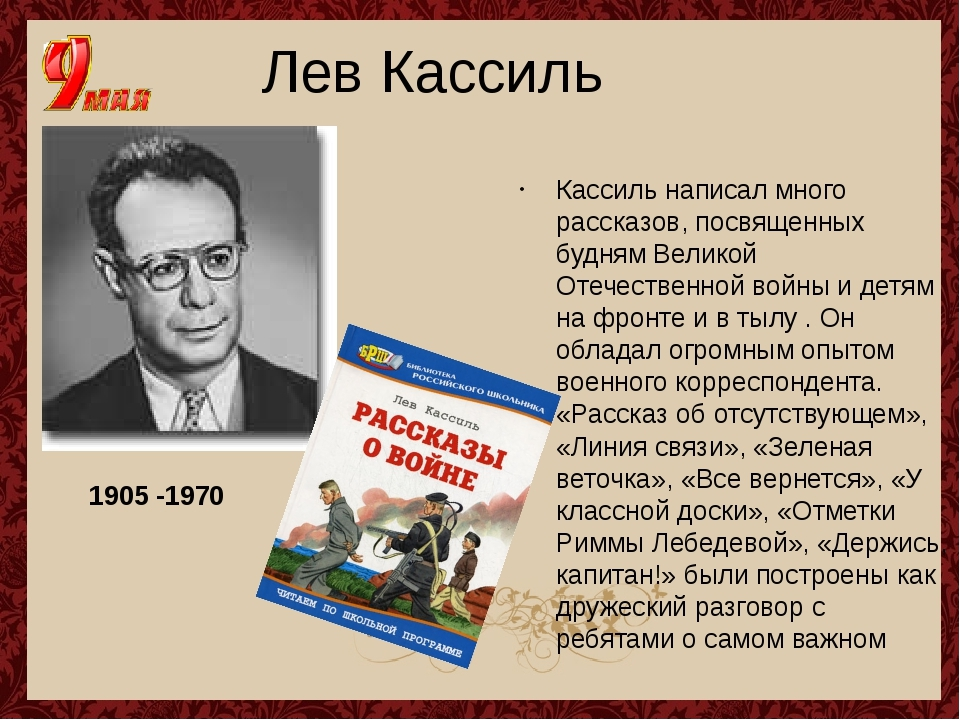 9
МАЯ
Лев Кассиль
Кассиль написал много
рассказов, посвященных
будням Великой
Отечественной войны и детям
на фронте и в тылу . Он
обладал огромным опытом
военного корреспондента.
«Рассказ об отсутствующем»,
«Линия связи», «Зеленая
веточка», «Все вернется», «У
классной доски», «Отметки
Риммы Лебедевой», «Держись
капитан!» были построены как
дружеский разговор с
ребятами о самом важном
БРШ
БИБЛИОТЕКА
РОССИЙСКОГО ШКОЛЬНИКА
Лев Кассиль
РАССКАЗЫ
О ВОЙНЕ
ЧИТАЕМ ПО ШКОЛЬНОЙ ПРОГРАММЕ
1905 -1970